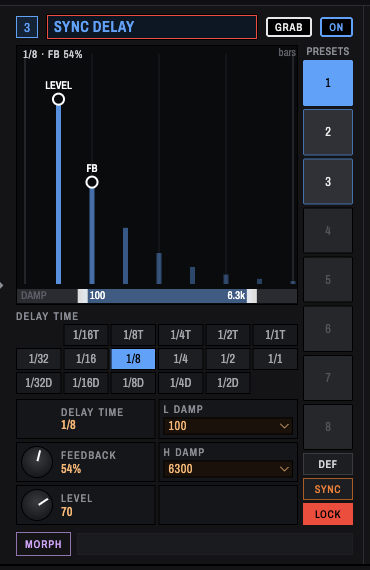 3 SYNC DELAY GRAB ON
1/8 · FB 54% bars PRESETS
LEVEL
FB
1
2
3
4
5
6
7
8
DAMP 100 6.3k
DELAY TIME
1/16T 1/8T 1/4T 1/2T 1/1T
1/32 1/16 1/8 1/4 1/2 1/1
1/32D 1/16D 1/8D 1/4D 1/2D
DELAY TIME
1/8
L DAMP
100
FEEDBACK
54%
H DAMP
6300
LEVEL
70
DEF
SYNC
LOCK
MORPH